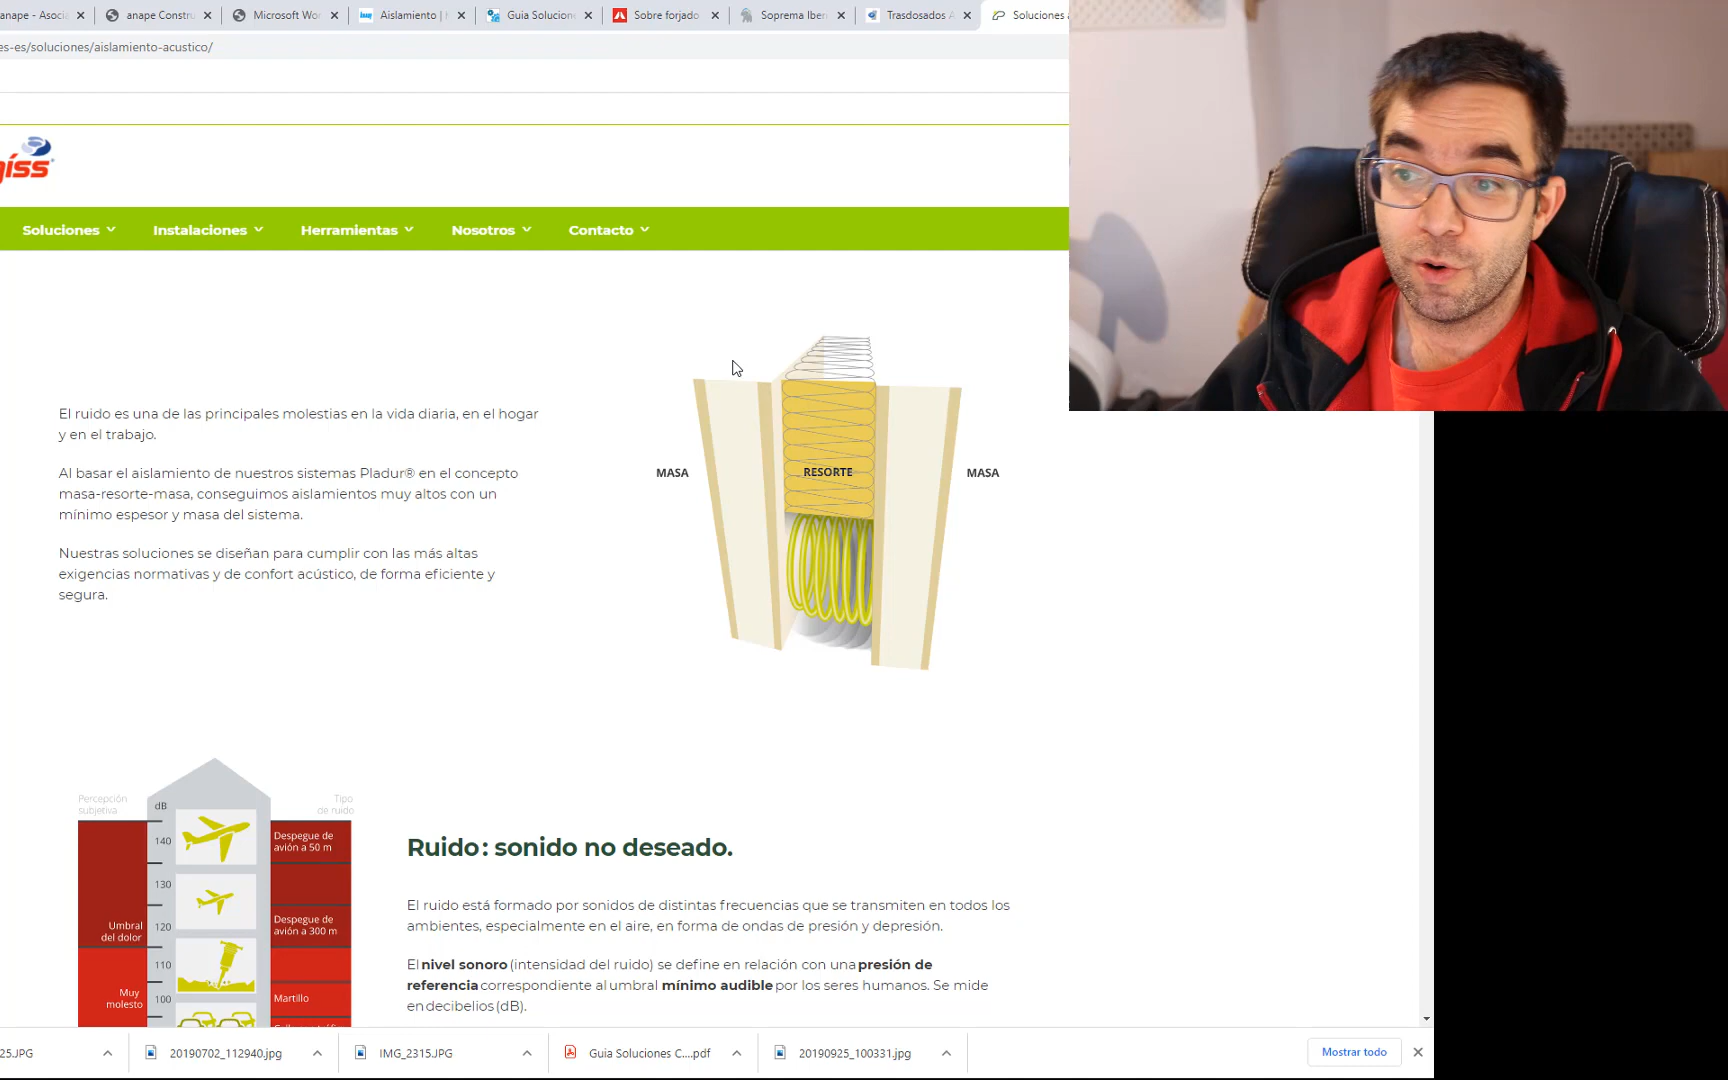 anape - Asocia
anape Constru
Microsoft Wor
Aislamiento | k
Guia Solucione
Sobre forjado
Soprema Iber
Trasdosados A
Soluciones a
es-es/soluciones/aislamiento-acustico/
giss
Soluciones
Instalaciones
Herramientas
Nosotros
Contacto
El ruido es una de las principales molestias en la vida diaria, en el hogar
y en el trabajo.
Al basar el aislamiento de nuestros sistemas Pladur® en el concepto
masa-resorte-masa, conseguimos aislamientos muy altos con un
mínimo espesor y masa del sistema.
Nuestras soluciones se diseñan para cumplir con las más altas
exigencias normativas y de confort acústico, de forma eficiente y
segura.
MASA
RESORTE
MASA
Percepción
subjetiva
dB
Tipo
de ruido
140
Despegue de
avión a 50 m
130
120
Despegue de
avión a 300 m
Umbral
del dolor
110
Muy
molesto
100
Martillo
Ruido: sonido no deseado.
El ruido está formado por sonidos de distintas frecuencias que se transmiten en todos los
ambientes, especialmente en el aire, en forma de ondas de presión y depresión.
El nivel sonoro (intensidad del ruido) se define en relación con una presión de
referencia correspondiente al umbral mínimo audible por los seres humanos. Se mide
en decibelios (dB).
25.JPG
20190702_112940.jpg
IMG_2315.JPG
Guia Soluciones C....pdf
20190925_100331.jpg
Mostrar todo